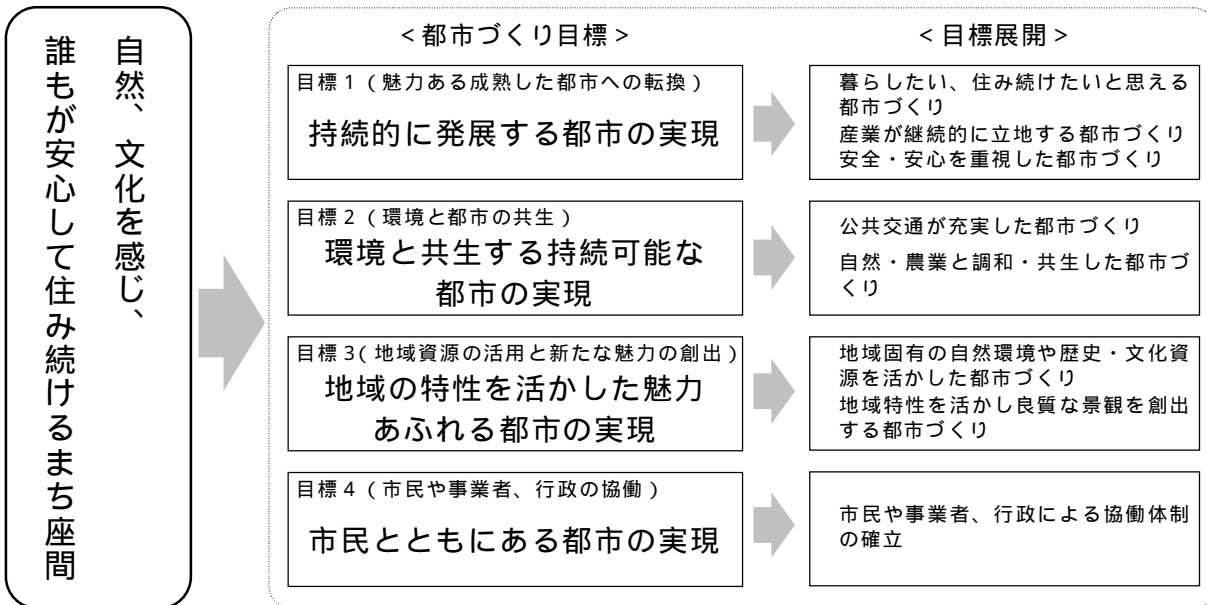 自然、文化を感じ、
誰もが安心して住み続けるまち座間
＜都市づくり目標＞
＜目標展開＞
目標１（魅力ある成熟した都市への転換）
持続的に発展する都市の実現
暮らしたい、住み続けたいと思える
都市づくり
産業が継続的に立地する都市づくり
安全・安心を重視した都市づくり
目標２（環境と都市の共生）
環境と共生する持続可能な
都市の実現
公共交通が充実した都市づくり
自然・農業と調和・共生した都市づ
くり
目標３（地域資源の活用と新たな魅力の創出）
地域の特性を活かした魅力
あふれる都市の実現
地域固有の自然環境や歴史・文化資
源を活かした都市づくり
地域特性を活かし良質な景観を創出
する都市づくり
目標４（市民や事業者、行政の協働）
市民とともにある都市の実現
市民や事業者、行政による協働体制
の確立